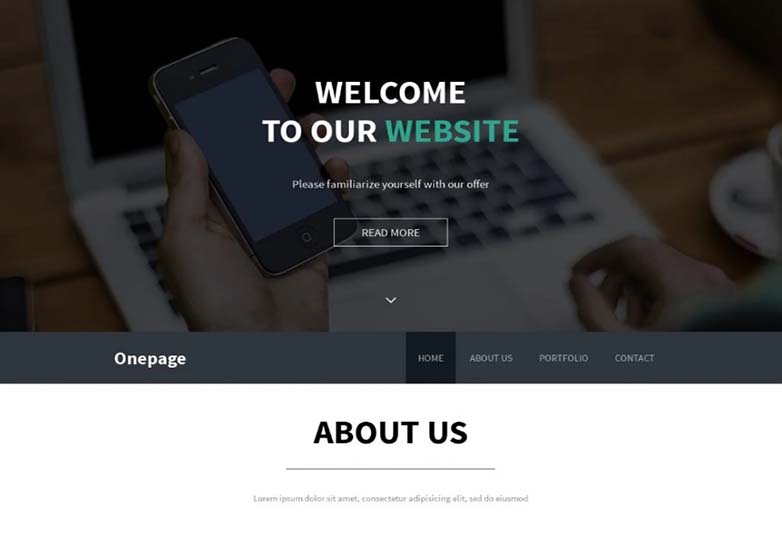 WELCOME
TO OUR WEBSITE
Please familiarize yourself with our offer
READ MORE
Onepage
HOME
ABOUT US
PORTFOLIO
CONTACT
ABOUT US
Lorem ipsum dolor sit amet, consectetur adipisicing elit, sed do eiusmod